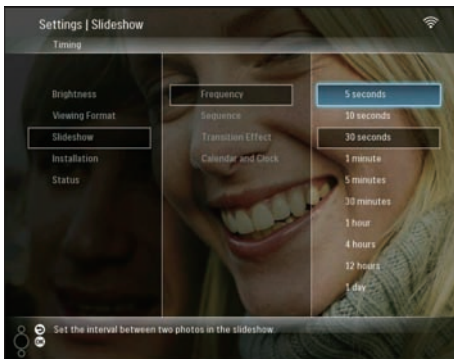 Settings | Slideshow
Timing
Brightness
Viewing Format
Slideshow
Installation
Status
Frequency
Sequence
Transition Effect
Calendar and Clock
5 seconds
10 seconds
30 seconds
1 minute
5 minutes
30 minutes
1 hour
4 hours
12 hours
1 day
OK
Set the interval between two photos in the slideshow.